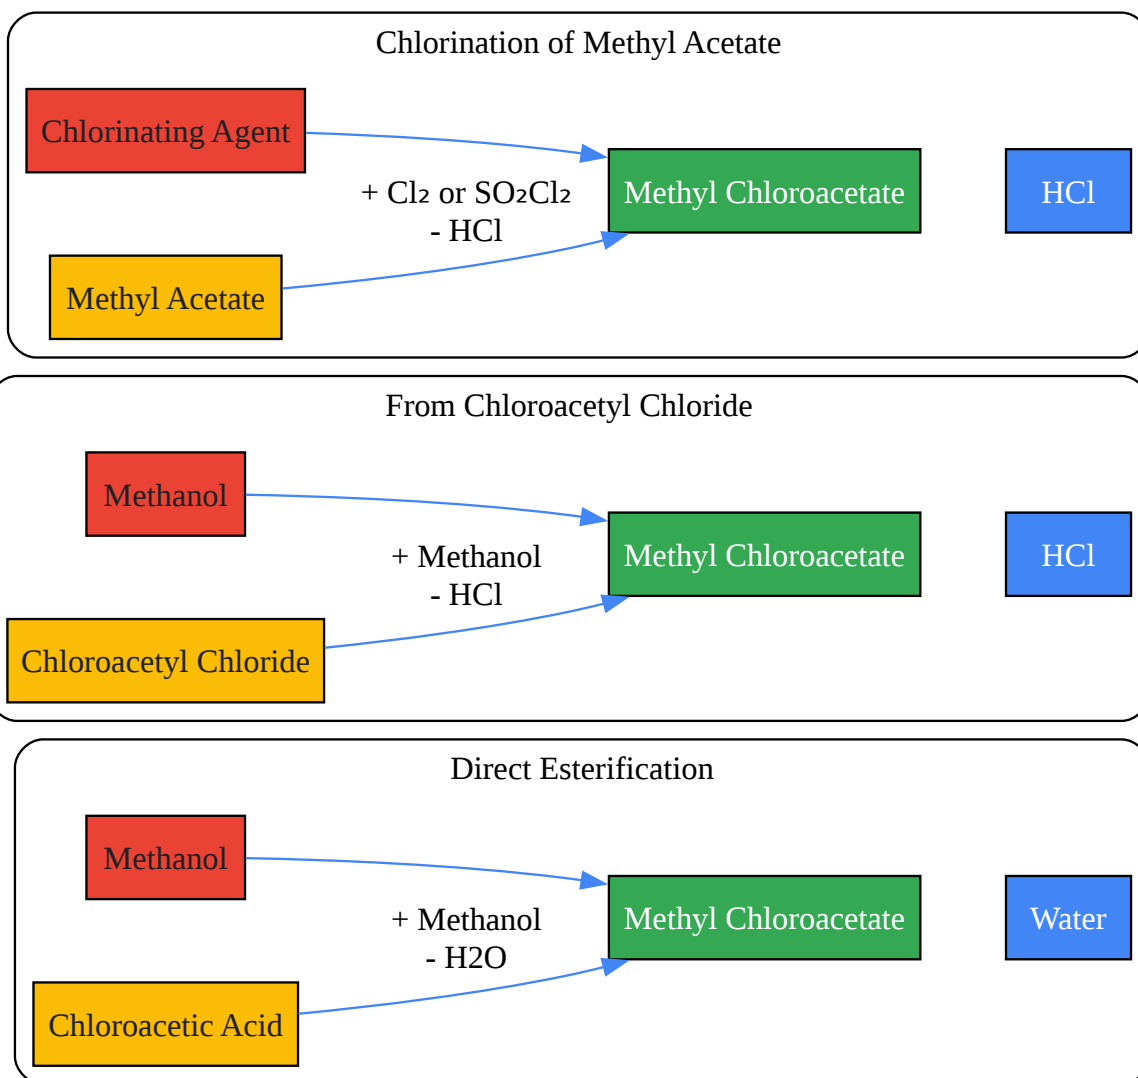 Chlorination of Methyl Acetate
Chlorinating Agent
+ Cl₂ or SO₂Cl₂
- HCl
Methyl Chloroacetate
HCl
Methyl Acetate
From Chloroacetyl Chloride
Methanol
+ Methanol
- HCl
Methyl Chloroacetate
HCl
Chloroacetyl Chloride
Direct Esterification
Methanol
+ Methanol
- H2O
Methyl Chloroacetate
Water
Chloroacetic Acid